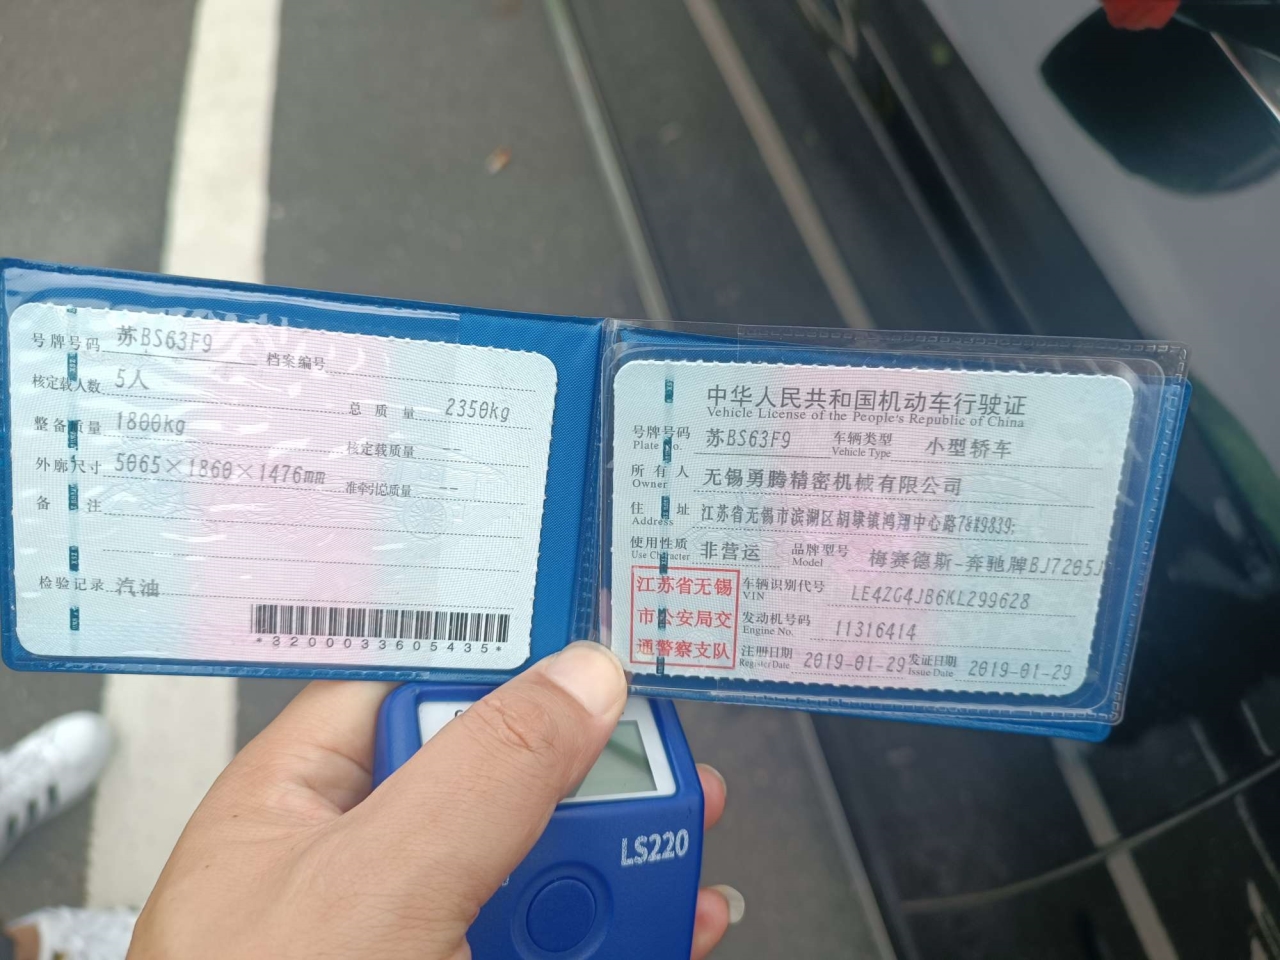 号牌号码 苏BS63F9 档案编号
核定载人数 5人 总质量 2350kg
整备质量 1800kg 核定载质量 --
外廓尺寸 5065×1860×1476mm 准牵引总质量 --
备注
检验记录 汽油
*3200033605435*
中华人民共和国机动车行驶证
Vehicle License of the People's Republic of China
号牌号码 苏BS63F9 车辆类型 小型轿车
Plate No. Vehicle Type
所有人 无锡勇腾精密机械有限公司
Owner
住址 江苏省无锡市滨湖区胡埭镇鸿翔中心路
Address
使用性质 非营运 品牌型号 梅赛德斯-奔驰牌BJ7205J
Use Character Model
江苏省无锡
市公安局交
通警察支队
车辆识别代号 LE4ZG4JB6KL299628
VIN
发动机号码 11316414
Engine No.
注册日期 2019-01-29 发证日期 2019-01-29
Register Date Issue Date
LS220